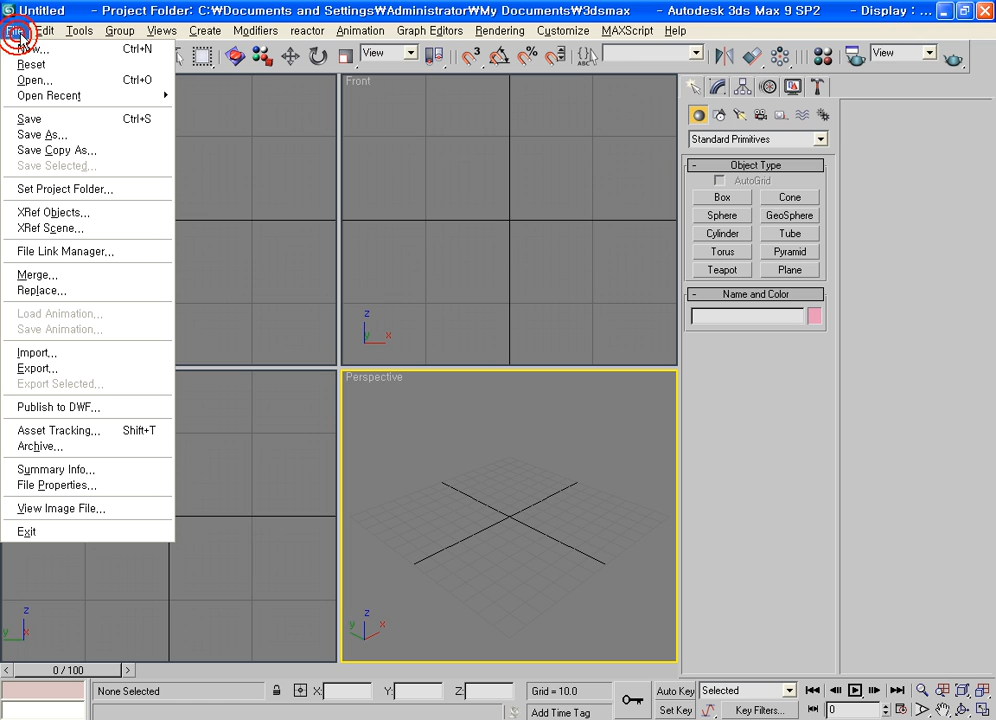 Untitled - Project Folder: C:₩Documents and Settings₩Administrator₩My Documents₩3dsmax - Autodesk 3ds Max 9 SP2 - Display :
File Edit Tools Group Views Create Modifiers reactor Animation Graph Editors Rendering Customize MAXScript Help
New... Ctrl+N
Reset
Open... Ctrl+O
Open Recent
Save Ctrl+S
Save As...
Save Copy As...
Save Selected...
Set Project Folder...
XRef Objects...
XRef Scene...
File Link Manager...
Merge...
Replace...
Load Animation...
Save Animation...
Import...
Export...
Export Selected...
Publish to DWF...
Asset Tracking... Shift+T
Archive...
Summary Info...
File Properties...
View Image File...
Exit
View
3
%
View
Front
z
y
x
Perspective
z
y
x
z
y
x
Standard Primitives
- Object Type
AutoGrid
Box Cone
Sphere GeoSphere
Cylinder Tube
Torus Pyramid
Teapot Plane
- Name and Color
< 0 / 100 >
None Selected X: Y: Z: Grid = 10.0 Auto Key Selected
Add Time Tag Set Key Key Filters... 0